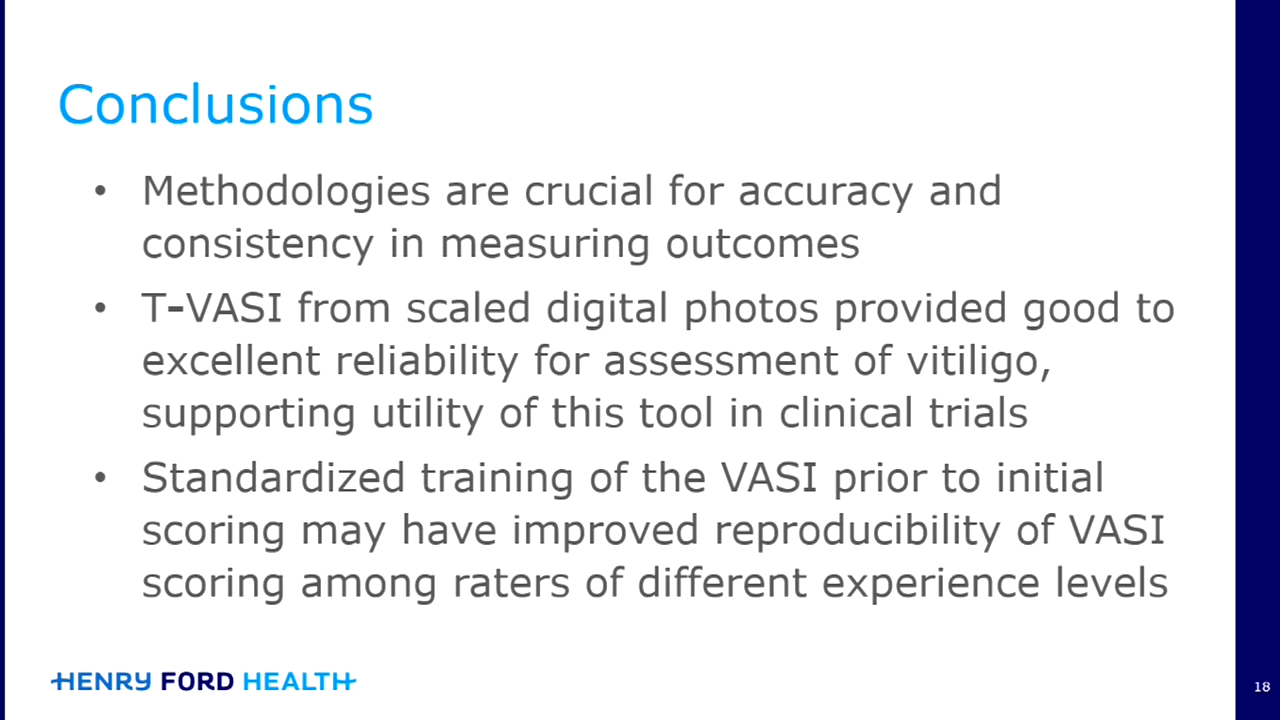 Conclusions
• Methodologies are crucial for accuracy and
consistency in measuring outcomes
• T-VASI from scaled digital photos provided good to
excellent reliability for assessment of vitiligo,
supporting utility of this tool in clinical trials
• Standardized training of the VASI prior to initial
scoring may have improved reproducibility of VASI
scoring among raters of different experience levels
HENRY FORD HEALTH
18